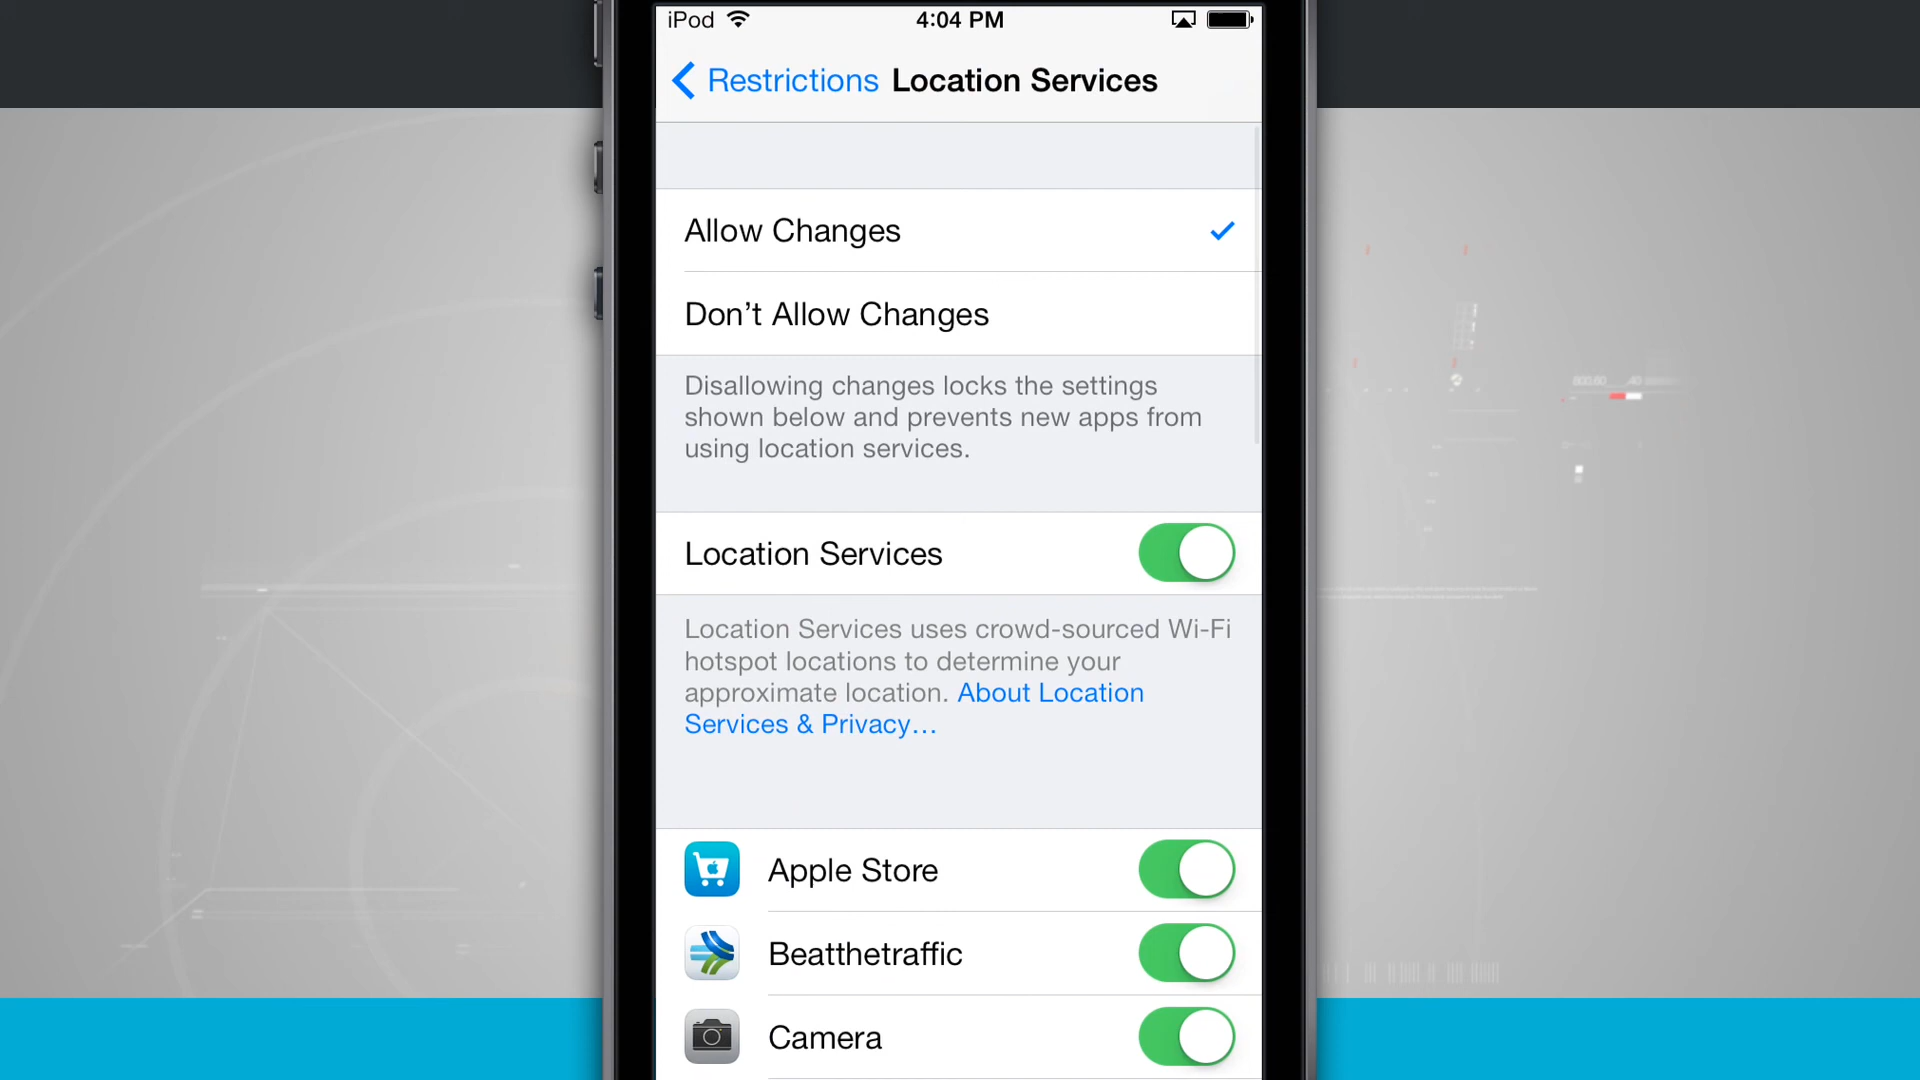 iPod
4:04 PM
Restrictions Location Services
Allow Changes
Don’t Allow Changes
Disallowing changes locks the settings
shown below and prevents new apps from
using location services.
Location Services
Location Services uses crowd-sourced Wi-Fi
hotspot locations to determine your
approximate location. About Location
Services & Privacy…
Apple Store
Beatthetraffic
Camera